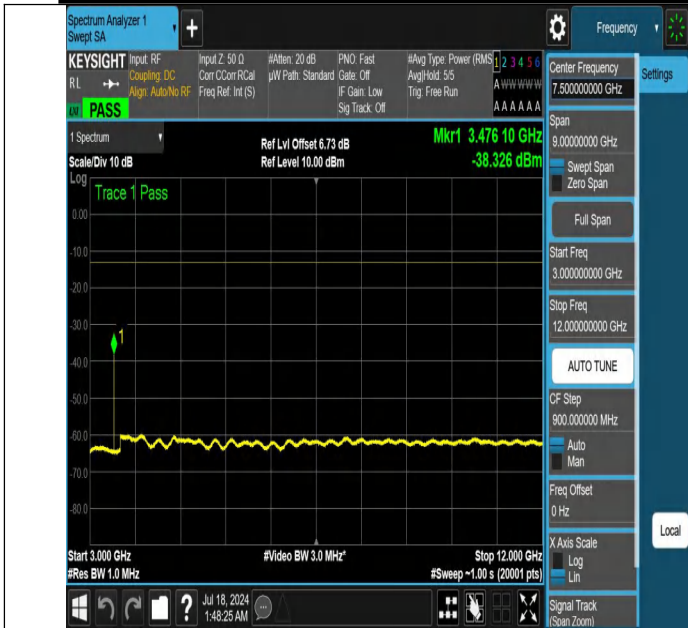 Spectrum Analyzer 1
Swept SA
+
Frequency
KEYSIGHT
RL
LXI
PASS
Input: RF
Coupling: DC
Align: Auto/No RF
Input Z: 50 Ω
Corr CCorr RCal
Freq Ref: Int (S)
#Atten: 20 dB
µW Path: Standard
PNO: Fast
Gate: Off
IF Gain: Low
Sig Track: Off
#Avg Type: Power (RMS
Avg|Hold: 5/5
Trig: Free Run
1 2 3 4 5 6
A W W W W W
A A A A A A
1 Spectrum
Scale/Div 10 dB
Ref Lvl Offset 6.73 dB
Ref Level 10.00 dBm
Mkr1 3.476 10 GHz
-38.326 dBm
Log
Trace 1 Pass
0.00
-10.0
-20.0
-30.0
-40.0
-50.0
-60.0
-70.0
-80.0
1
Start 3.000 GHz
#Res BW 1.0 MHz
#Video BW 3.0 MHz*
Stop 12.000 GHz
#Sweep ~1.00 s (20001 pts)
?
Jul 18, 2024
1:48:25 AM
Center Frequency
7.500000000 GHz
Span
9.00000000 GHz
Swept Span
Zero Span
Full Span
Start Freq
3.000000000 GHz
Stop Freq
12.000000000 GHz
AUTO TUNE
CF Step
900.000000 MHz
Auto
Man
Freq Offset
0 Hz
X Axis Scale
Log
Lin
Signal Track
(Span Zoom)
Settings
Local